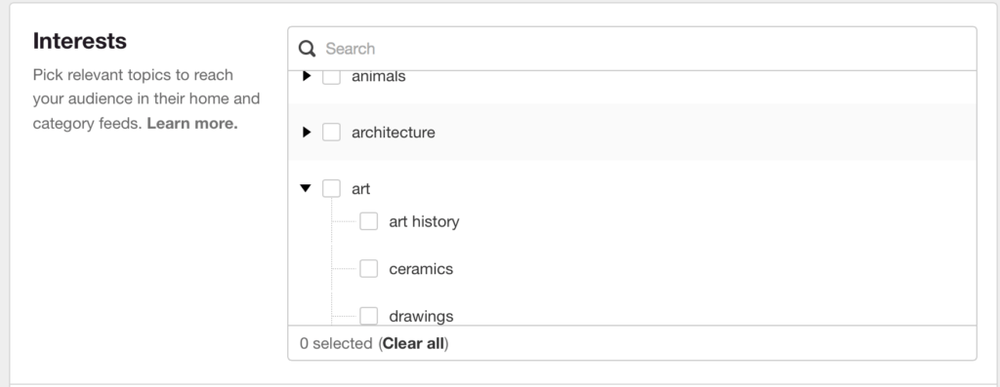 Interests
Pick relevant topics to reach
your audience in their home and
category feeds. Learn more.
Search
animals
architecture
art
art history
ceramics
drawings
0 selected (Clear all)